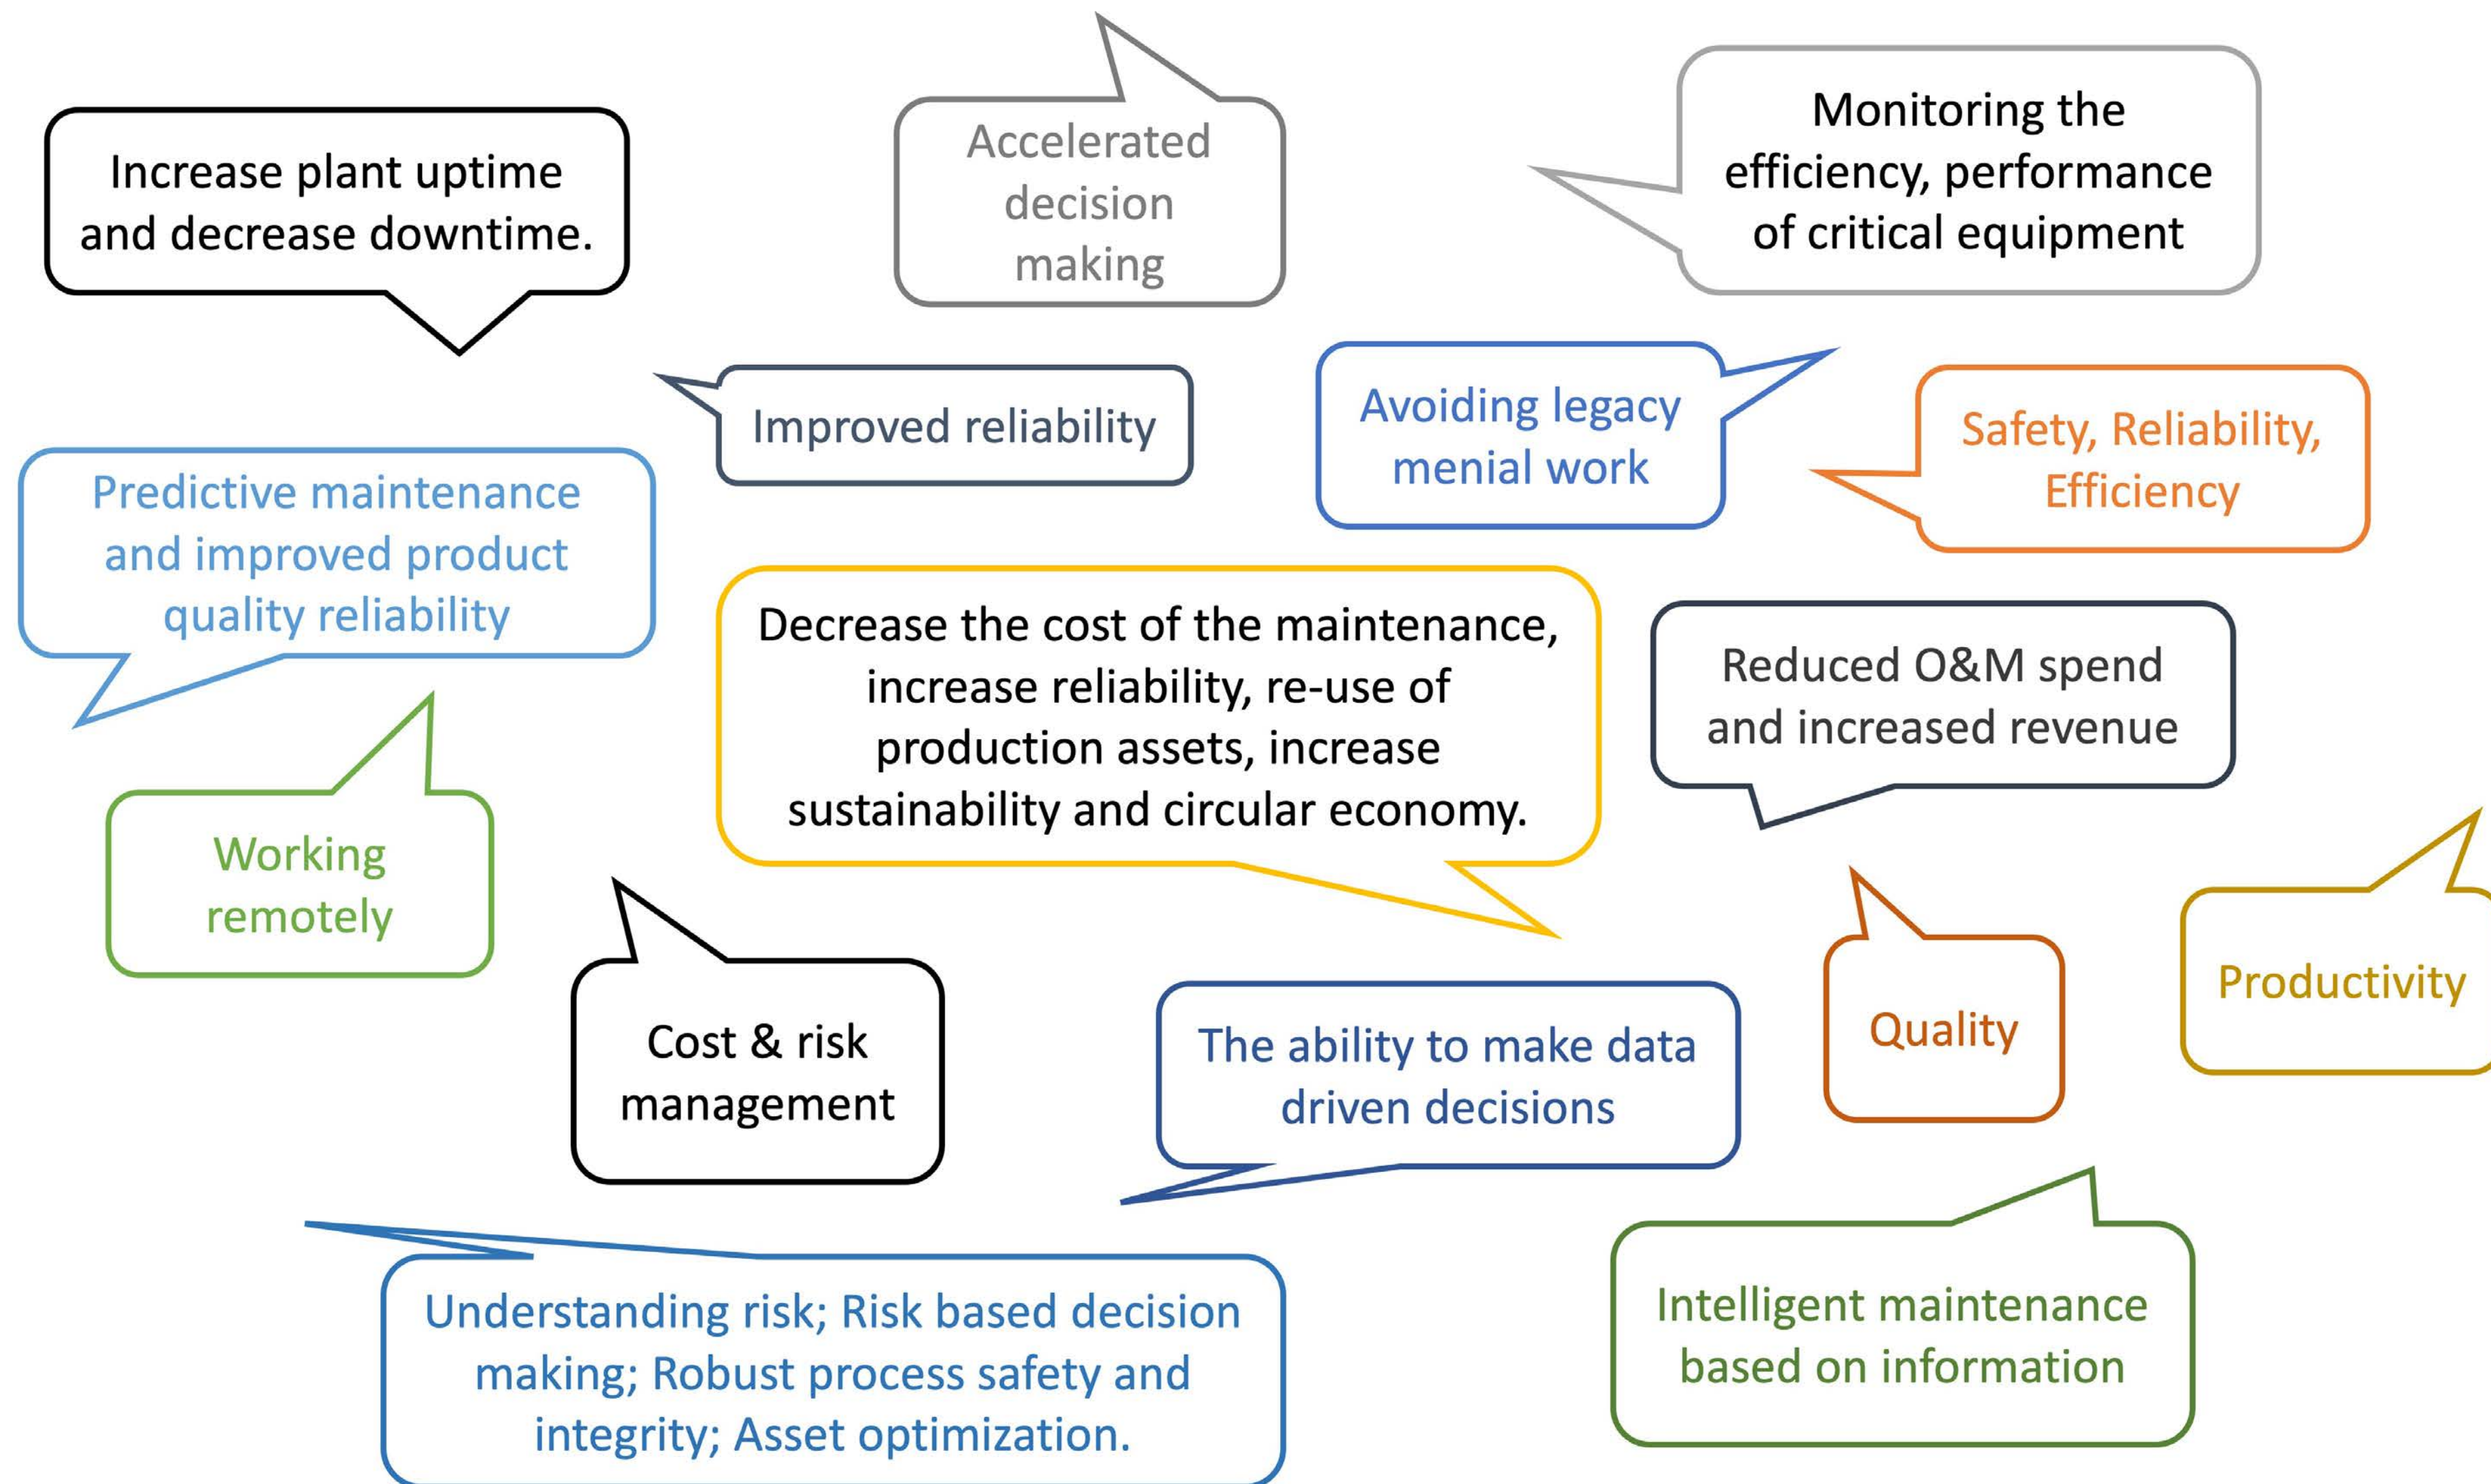 Increase plant uptime
and decrease downtime.
Accelerated
decision
making
Monitoring the
efficiency, performance
of critical equipment
Improved reliability
Avoiding legacy
menial work
Safety, Reliability,
Efficiency
Predictive maintenance
and improved product
quality reliability
Decrease the cost of the maintenance,
increase reliability, re-use of
production assets, increase
sustainability and circular economy.
Reduced O&M spend
and increased revenue
Working
remotely
Cost & risk
management
The ability to make data
driven decisions
Quality
Productivity
Understanding risk; Risk based decision
making; Robust process safety and
integrity; Asset optimization.
Intelligent maintenance
based on information